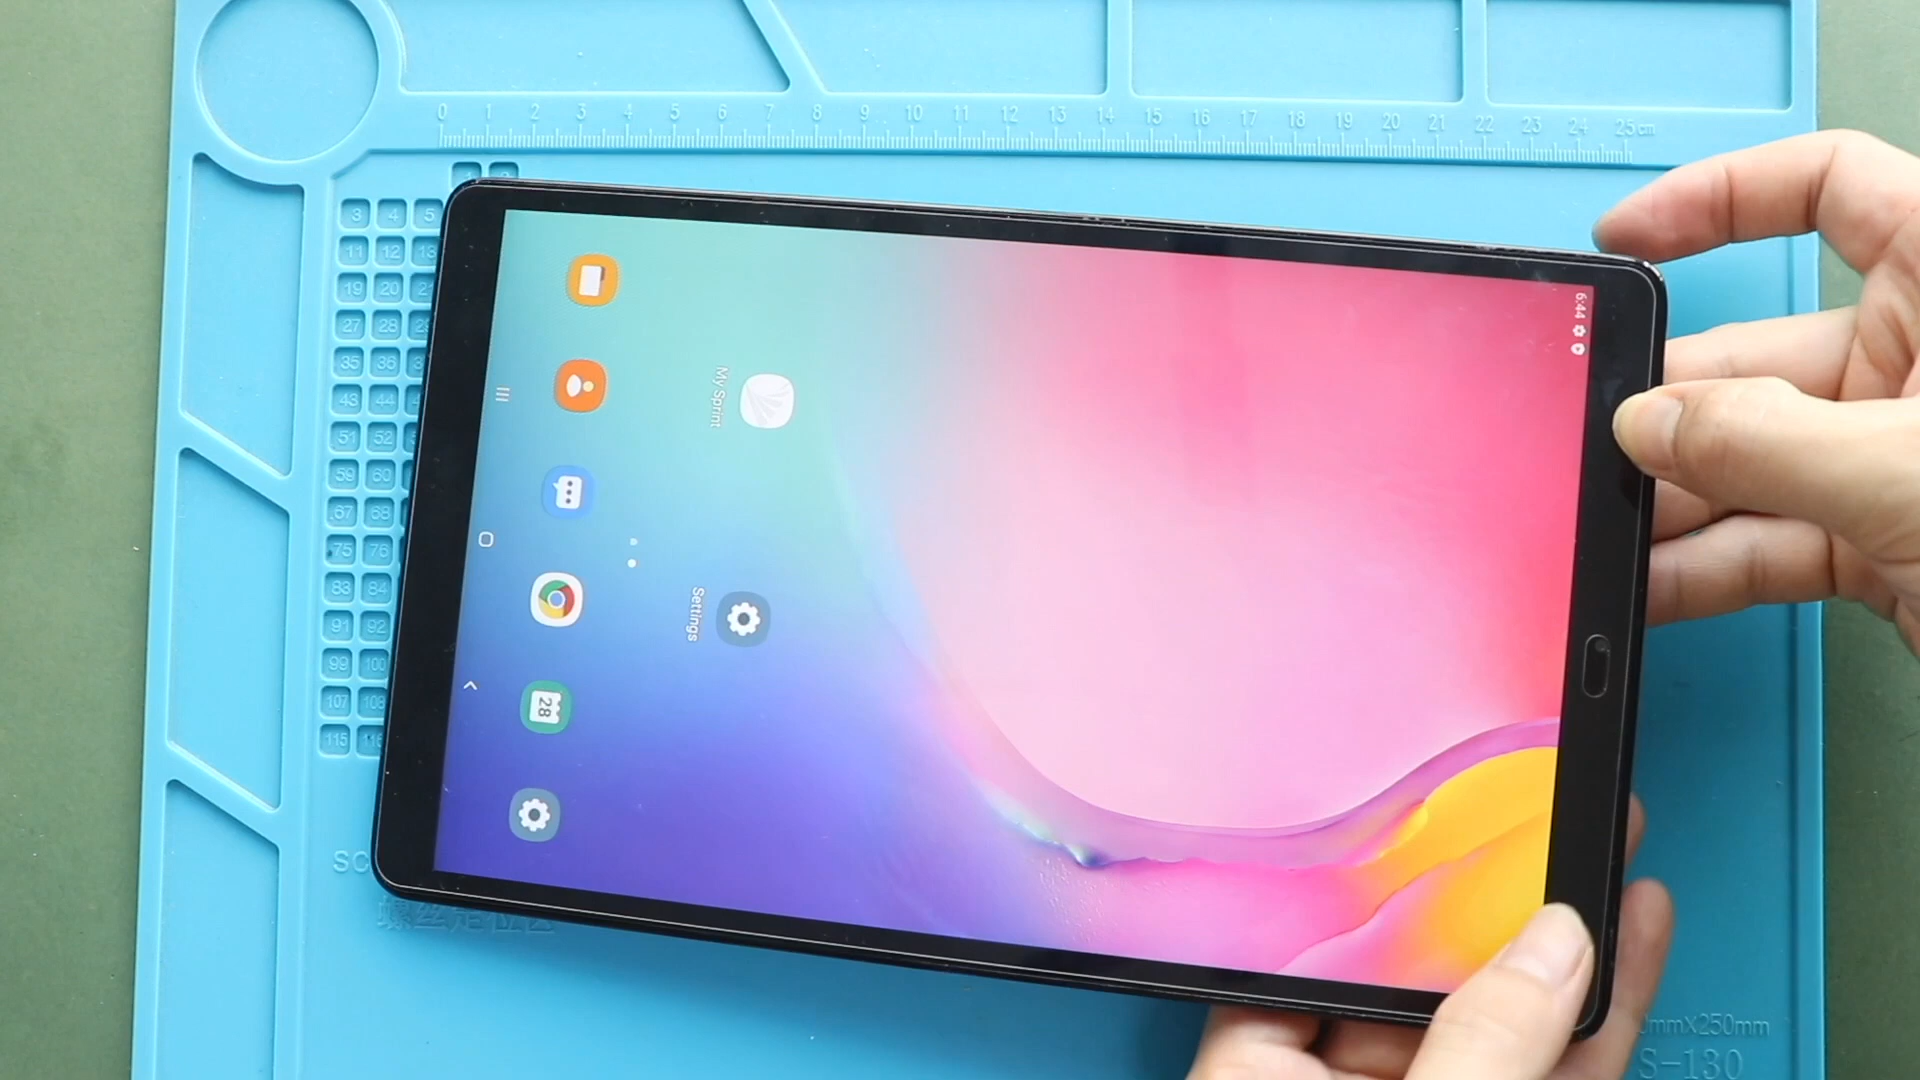 0 1 2 3 4 5 6 7 8 9 10 11 12 13 14 15 16 17 18 19 20 21 22 23 24 25cm
3 4 5
11 12 13
19 20
27 28
35 36
43 44
51 52
59 60
67 68
75 76
83 84
91 92
99 100
107 108
115
6:44
My Sprint
Settings
28
mmX250mm
S-130